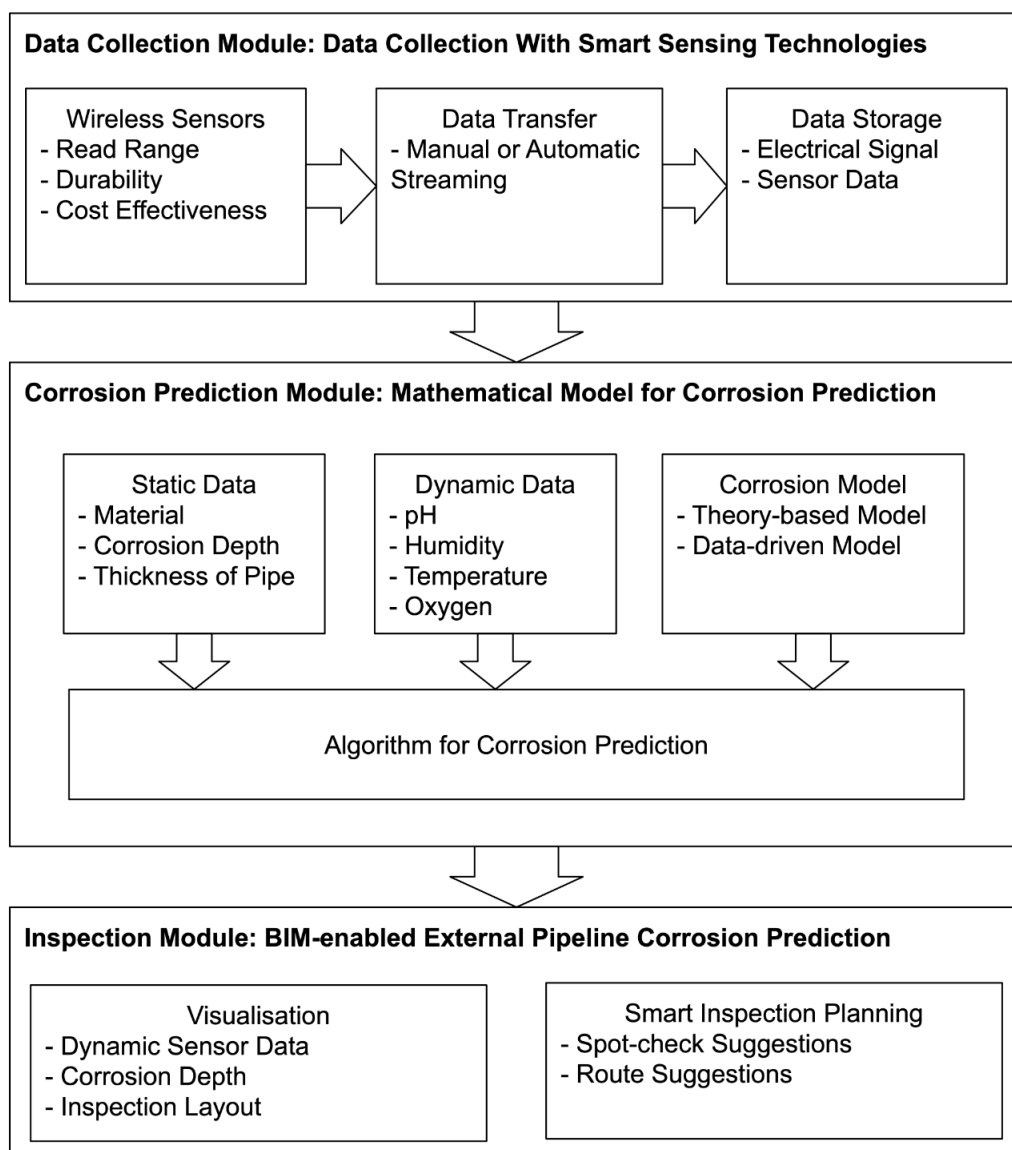 Data Collection Module: Data Collection With Smart Sensing Technologies
Wireless Sensors
- Read Range
- Durability
- Cost Effectiveness
Data Transfer
- Manual or Automatic
Streaming
Data Storage
- Electrical Signal
- Sensor Data
Corrosion Prediction Module: Mathematical Model for Corrosion Prediction
Static Data
- Material
- Corrosion Depth
- Thickness of Pipe
Dynamic Data
- pH
- Humidity
- Temperature
- Oxygen
Corrosion Model
- Theory-based Model
- Data-driven Model
Algorithm for Corrosion Prediction
Inspection Module: BIM-enabled External Pipeline Corrosion Prediction
Visualisation
- Dynamic Sensor Data
- Corrosion Depth
- Inspection Layout
Smart Inspection Planning
- Spot-check Suggestions
- Route Suggestions